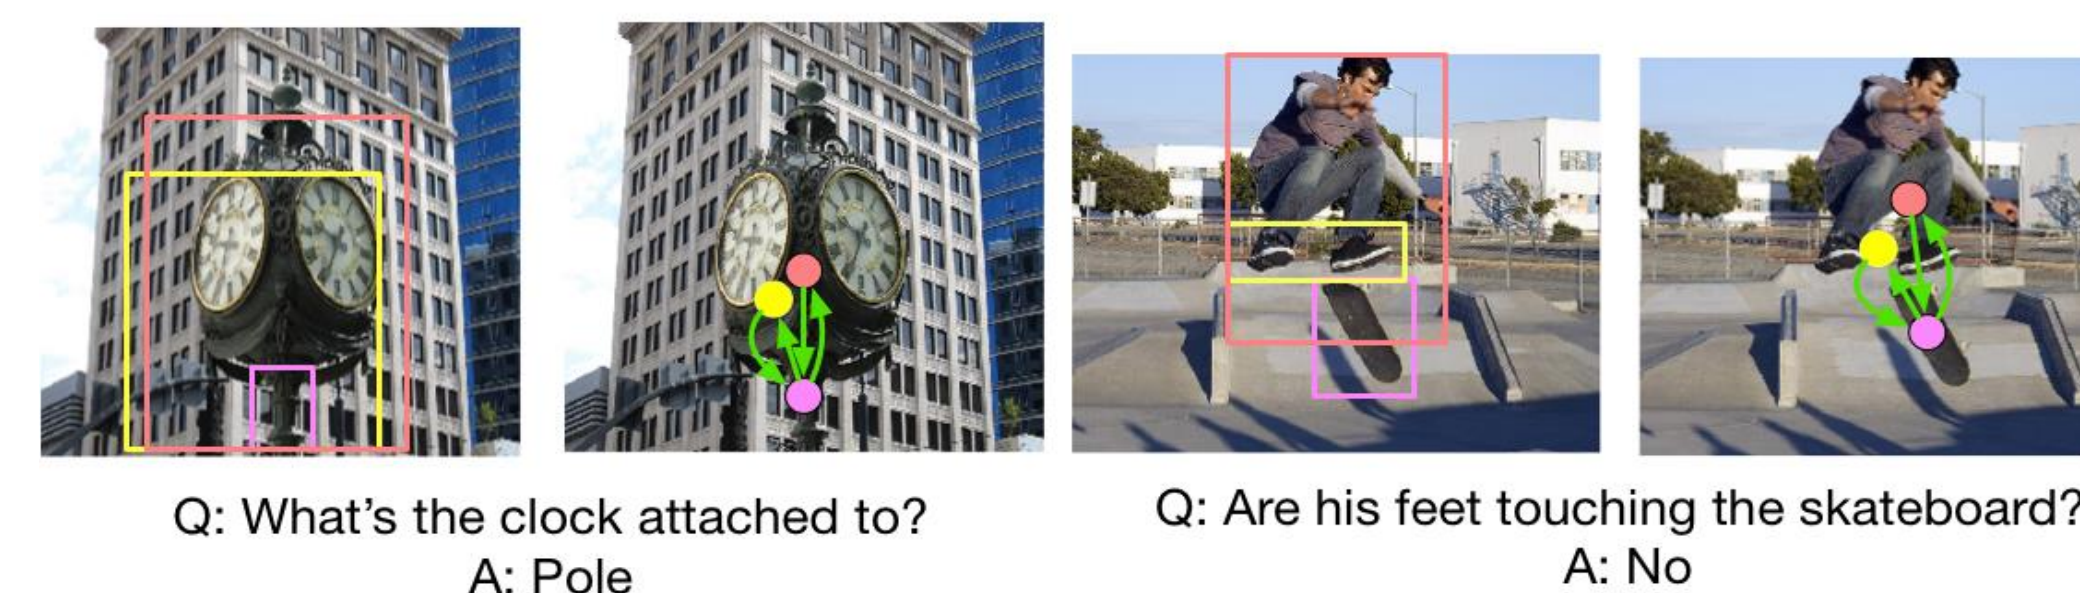 Q: What's the clock attached to?
A: Pole
Q: Are his feet touching the skateboard?
A: No